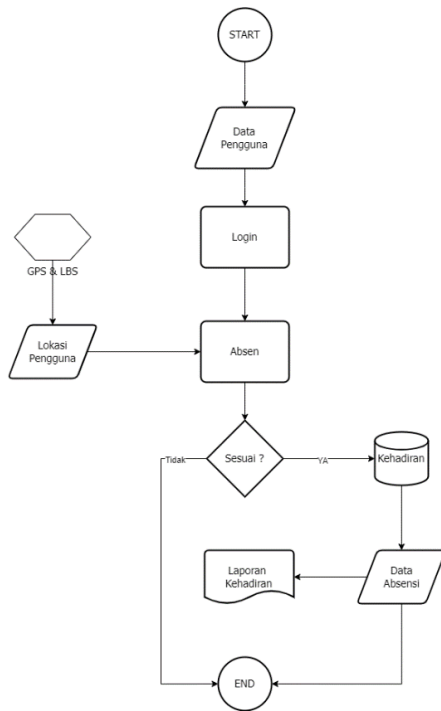 START
Data
Pengguna
Login
GPS & LBS
Lokasi
Pengguna
Absen
Sesuai ?
Tidak
YA
Kehadiran
Laporan
Kehadiran
Data
Absensi
END